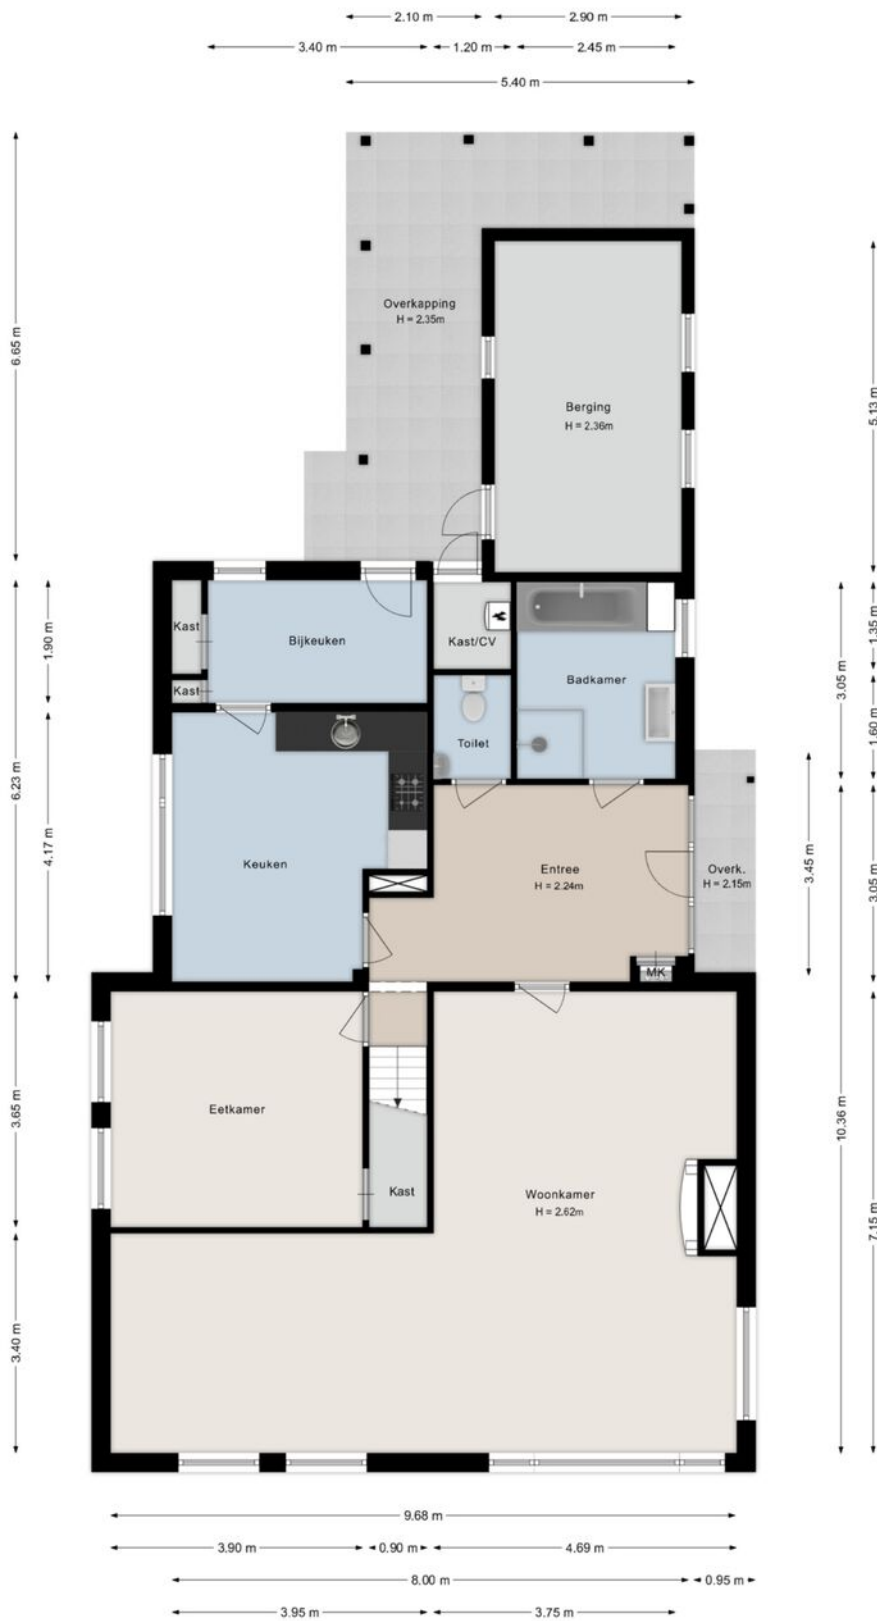 2.10 m
2.90 m
3.40 m
1.20 m
2.45 m
5.40 m
6.65 m
5.13 m
Overkapping
H = 2.35m
Berging
H = 2.36m
Kast
Bijkeuken
Kast/CV
Kast
Badkamer
Toilet
1.90 m
1.35 m
3.05 m
1.60 m
6.23 m
4.17 m
3.45 m
3.05 m
Keuken
Entree
H = 2.24m
Overk.
H = 2.15m
MK
Eetkamer
Kast
Woonkamer
H = 2.62m
3.65 m
10.36 m
7.15 m
3.40 m
9.68 m
3.90 m
0.90 m
4.69 m
8.00 m
0.95 m
3.95 m
3.75 m